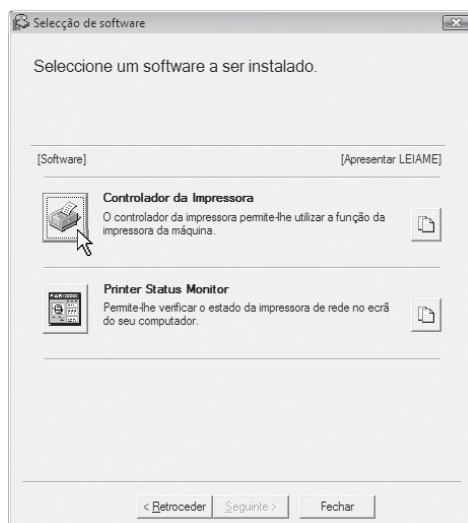 Selecção de software
Seleccione um software a ser instalado.
[Software] [Apresentar LEIAME]
Controlador da Impressora
O controlador da impressora permite-lhe utilizar a função da
impressora da máquina.
Printer Status Monitor
Permite-lhe verificar o estado da impressora de rede no ecrã
do seu computador.
< Retroceder Seguinte > Fechar